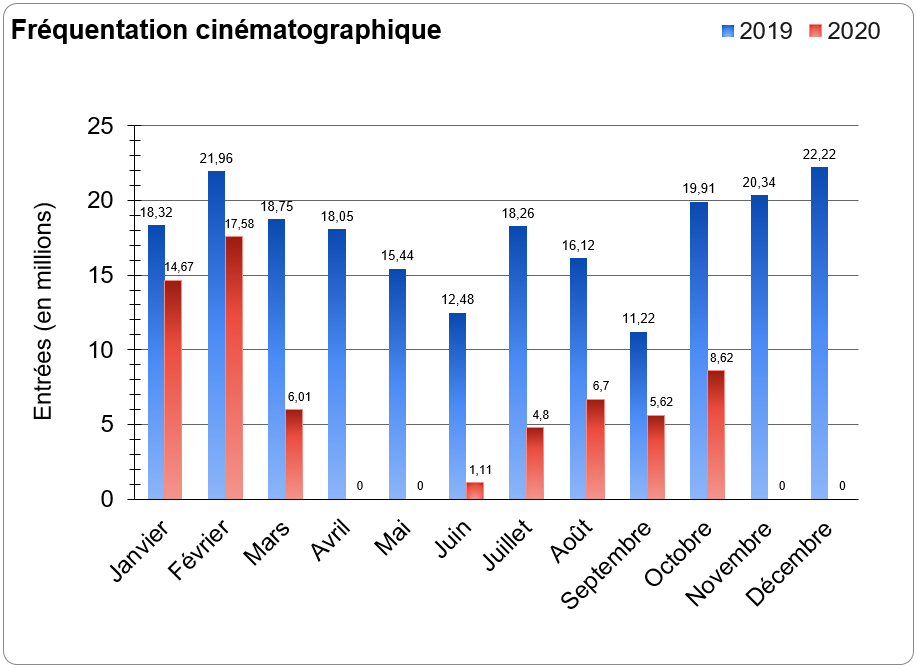 Fréquentation cinématographique
2019 2020
Entrées (en millions)
25
20
15
10
5
0
18,32 21,96 18,75 18,05 15,44 12,48 18,26 16,12 11,22 19,91 20,34 22,22
14,67 17,58 6,01 0 0 1,11 4,8 6,7 5,62 8,62 0 0
Janvier Février Mars Avril Mai Juin Juillet Août Septembre Octobre Novembre Décembre